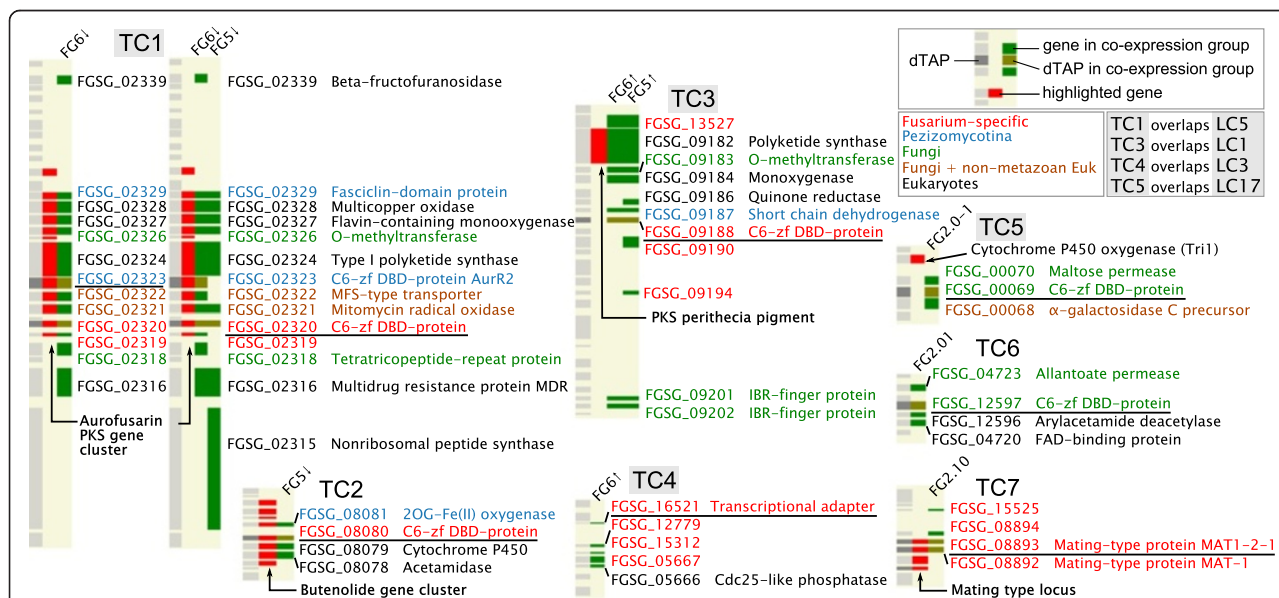 TC1
FG6↓
FG6↓
FG5↓
FGSG_02339
FGSG_02339 Beta-fructofuranosidase
FGSG_02329
FGSG_02329 Fasciclin-domain protein
FGSG_02328
FGSG_02328 Multicopper oxidase
FGSG_02327
FGSG_02327 Flavin-containing monooxygenase
FGSG_02326
FGSG_02326 O-methyltransferase
FGSG_02324
FGSG_02324 Type I polyketide synthase
FGSG_02323
FGSG_02323 C6-zf DBD-protein AurR2
FGSG_02322
FGSG_02322 MFS-type transporter
FGSG_02321
FGSG_02321 Mitomycin radical oxidase
FGSG_02320
FGSG_02320 C6-zf DBD-protein
FGSG_02319
FGSG_02319
FGSG_02318
FGSG_02318 Tetratricopeptide-repeat protein
FGSG_02316
FGSG_02316 Multidrug resistance protein MDR
Aurofusarin
PKS gene
cluster
FGSG_02315 Nonribosomal peptide synthase
TC2
FG5↓
FGSG_08081 2OG-Fe(II) oxygenase
FGSG_08080 C6-zf DBD-protein
FGSG_08079 Cytochrome P450
FGSG_08078 Acetamidase
Butenolide gene cluster
TC3
FG6↑
FG5↑
FGSG_13527
FGSG_09182 Polyketide synthase
FGSG_09183 O-methyltransferase
FGSG_09184 Monoxygenase
FGSG_09186 Quinone reductase
FGSG_09187 Short chain dehydrogenase
FGSG_09188 C6-zf DBD-protein
FGSG_09190
FGSG_09194
PKS perithecia pigment
FGSG_09201 IBR-finger protein
FGSG_09202 IBR-finger protein
TC4
FG6↑
FGSG_16521 Transcriptional adapter
FGSG_12779
FGSG_15312
FGSG_05667
FGSG_05666 Cdc25-like phosphatase
dTAP
gene in co-expression group
dTAP in co-expression group
highlighted gene
Fusarium-specific
Pezizomycotina
Fungi
Fungi + non-metazoan Euk
Eukaryotes
TC1 overlaps LC5
TC3 overlaps LC1
TC4 overlaps LC3
TC5 overlaps LC17
TC5
FG2.0-1
Cytochrome P450 oxygenase (Tri1)
FGSG_00070 Maltose permease
FGSG_00069 C6-zf DBD-protein
FGSG_00068 α-galactosidase C precursor
TC6
FG2.01
FGSG_04723 Allantoate permease
FGSG_12597 C6-zf DBD-protein
FGSG_12596 Arylacetamide deacetylase
FGSG_04720 FAD-binding protein
TC7
FG2.10
FGSG_15525
FGSG_08894
FGSG_08893 Mating-type protein MAT1-2-1
FGSG_08892 Mating-type protein MAT-1
Mating type locus